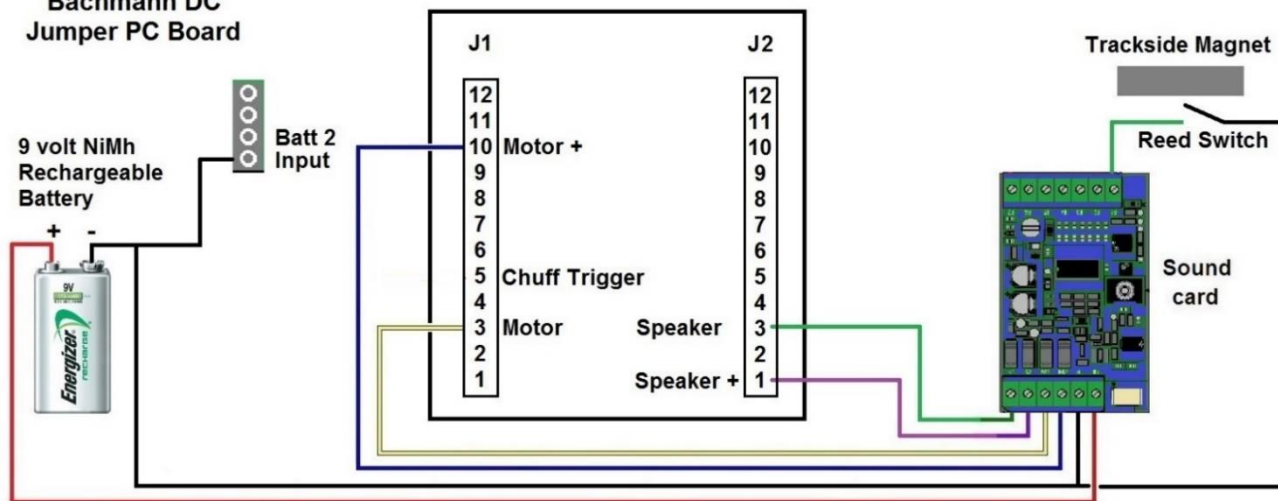 Bachmann DC
Jumper PC Board
J1
J2
Trackside Magnet
Reed Switch
9 volt NiMh
Rechargeable
Battery
+ -
Batt 2
Input
12
11
10 Motor +
9
8
7
6
5 Chuff Trigger
4
3 Motor
2
1
12
11
10
9
8
7
6
5
4
Speaker 3
2
Speaker + 1
Sound
card
9V
Energizer
recharge